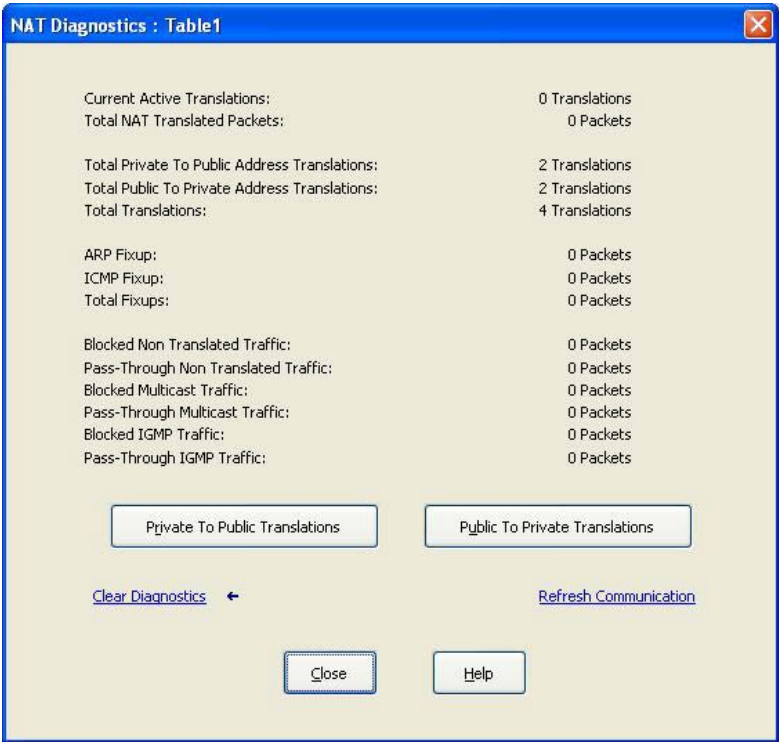 NAT Diagnostics : Table1
Current Active Translations: 0 Translations
Total NAT Translated Packets: 0 Packets
Total Private To Public Address Translations: 2 Translations
Total Public To Private Address Translations: 2 Translations
Total Translations: 4 Translations
ARP Fixup: 0 Packets
ICMP Fixup: 0 Packets
Total Fixups: 0 Packets
Blocked Non Translated Traffic: 0 Packets
Pass-Through Non Translated Traffic: 0 Packets
Blocked Multicast Traffic: 0 Packets
Pass-Through Multicast Traffic: 0 Packets
Blocked IGMP Traffic: 0 Packets
Pass-Through IGMP Traffic: 0 Packets
Private To Public Translations Public To Private Translations
Clear Diagnostics ← Refresh Communication
Close Help